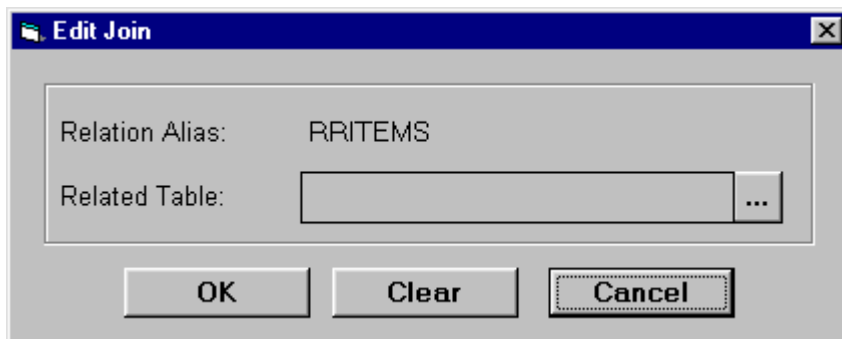 Edit Join
Relation Alias: RRITEMS
Related Table: ...
OK Clear Cancel